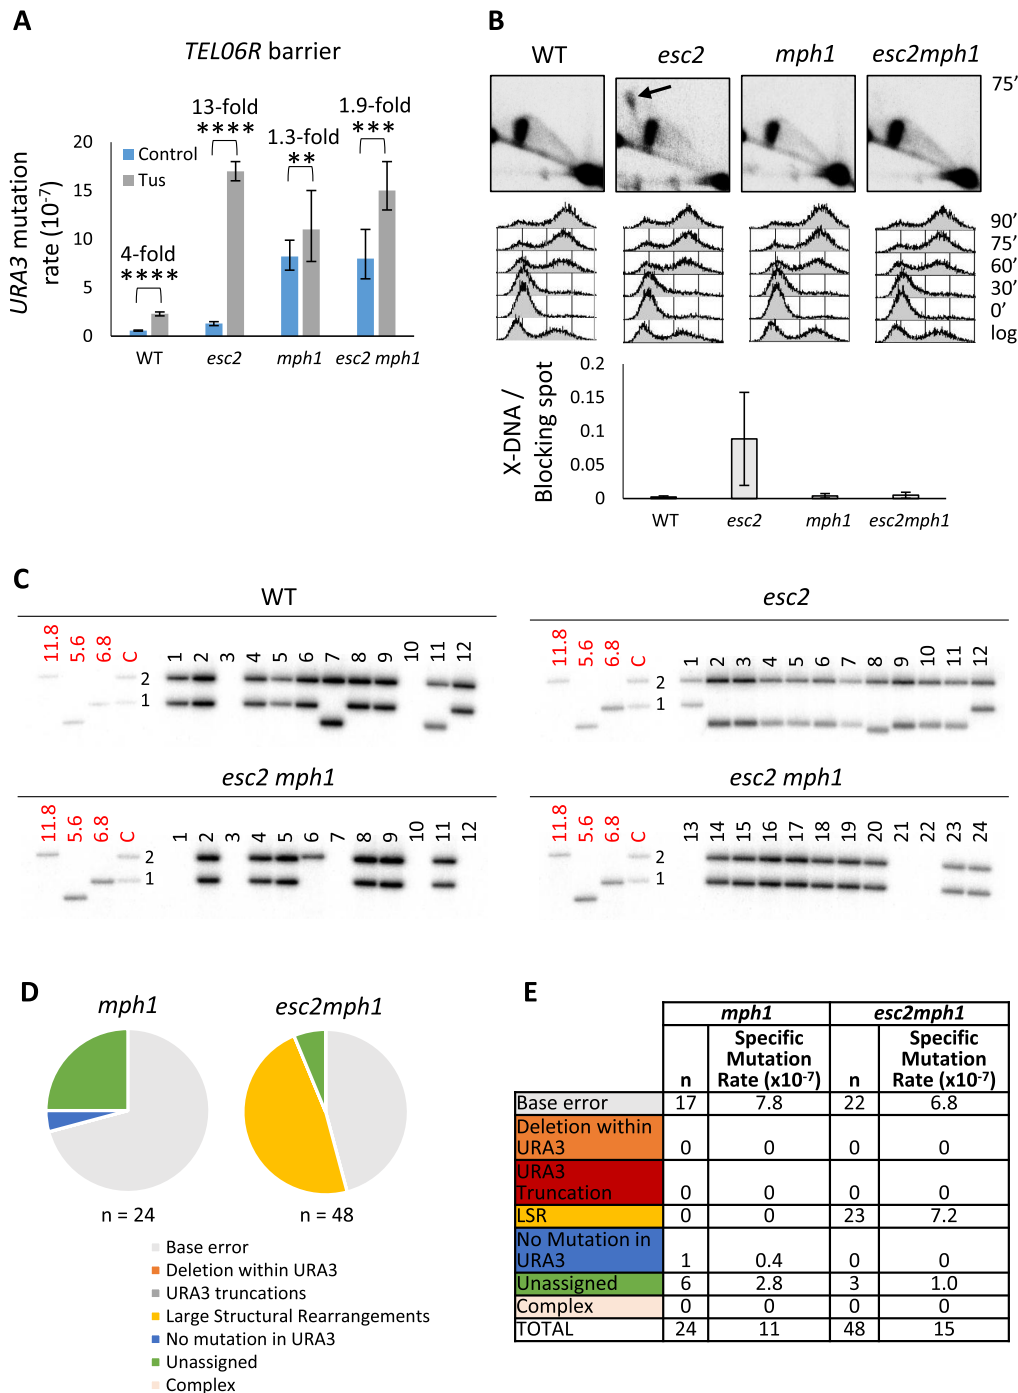 A
TEL06R barrier
URA3 mutation
rate (10-7)
20
15
10
5
0
Control
Tus
4-fold
****
13-fold
****
1.3-fold
**
1.9-fold
***
WT
esc2
mph1
esc2 mph1
B
WT
esc2
mph1
esc2mph1
75’
90’
75’
60’
30’
0’
log
X-DNA /
Blocking spot
0.2
0.15
0.1
0.05
0
WT
esc2
mph1
esc2mph1
C
WT
11.8 5.6 6.8 C 1 2 3 4 5 6 7 8 9 10 11 12
2
1
esc2
11.8 5.6 6.8 C 1 2 3 4 5 6 7 8 9 10 11 12
2
1
esc2 mph1
11.8 5.6 6.8 C 1 2 3 4 5 6 7 8 9 10 11 12
2
1
esc2 mph1
11.8 5.6 6.8 C 13 14 15 16 17 18 19 20 21 22 23 24
2
1
D
mph1
esc2mph1
n = 24
n = 48
Base error
Deletion within URA3
URA3 truncations
Large Structural Rearrangements
No mutation in URA3
Unassigned
Complex
E
mph1 esc2mph1
n Specific Mutation Rate (x10-7) n Specific Mutation Rate (x10-7)
Base error 17 7.8 22 6.8
Deletion within
URA3 0 0 0 0
URA3
Truncation 0 0 0 0
LSR 0 0 23 7.2
No Mutation in
URA3 1 0.4 0 0
Unassigned 6 2.8 3 1.0
Complex 0 0 0 0
TOTAL 24 11 48 15